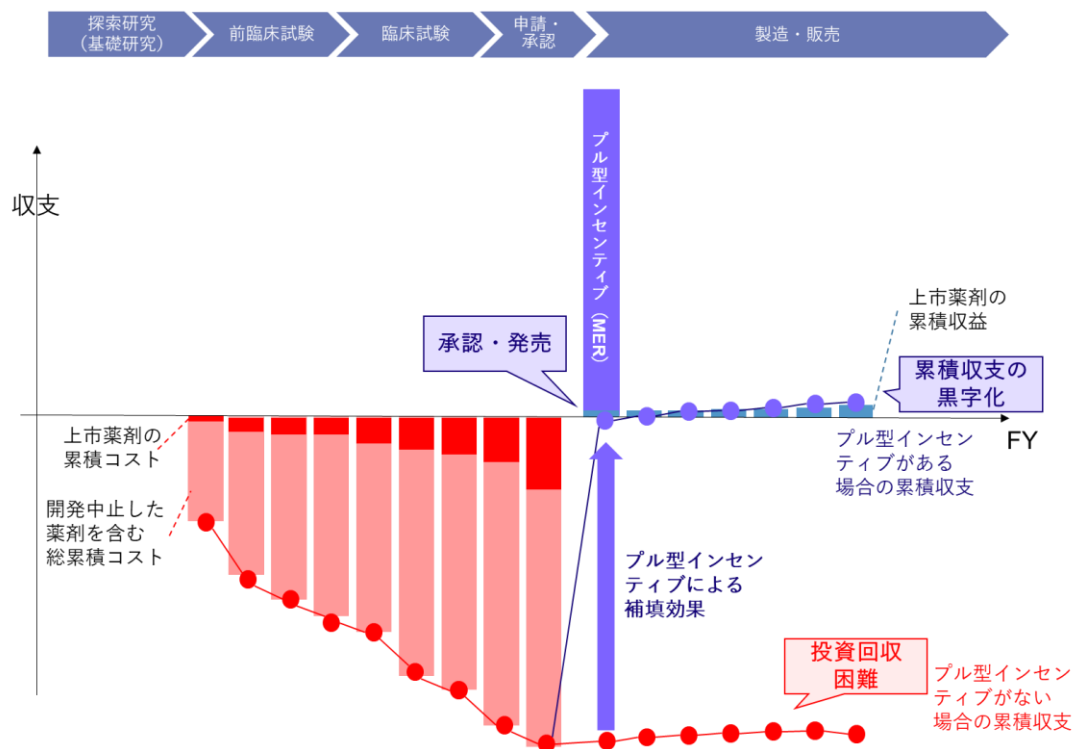 探索研究
（基礎研究）
前臨床試験
臨床試験
申請・
承認
製造・販売
収支
プル型インセンティブ（MER）
承認・発売
上市薬剤の
累積収益
累積収支の
黒字化
FY
上市薬剤の
累積コスト
開発中止した
薬剤を含む
総累積コスト
プル型インセン
ティブがある
場合の累積収支
プル型インセン
ティブによる
補填効果
投資回収
困難
プル型インセン
ティブがない
場合の累積収支